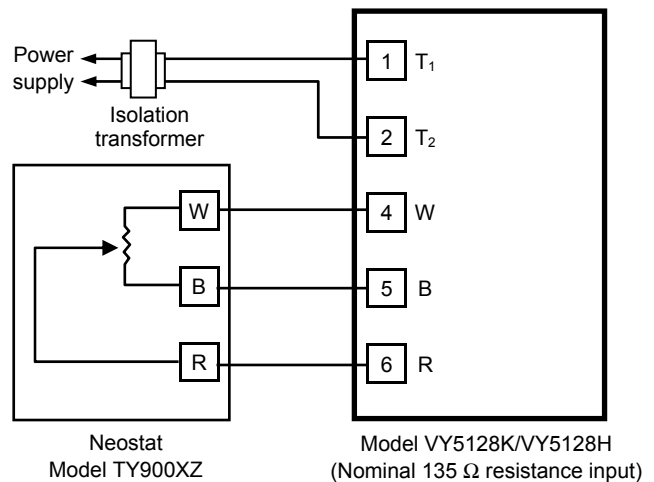 Power
supply
Isolation
transformer
1 T₁
2 T₂
W
4 W
B
5 B
R
6 R
Neostat
Model TY900XZ
Model VY5128K/VY5128H
(Nominal 135 Ω resistance input)